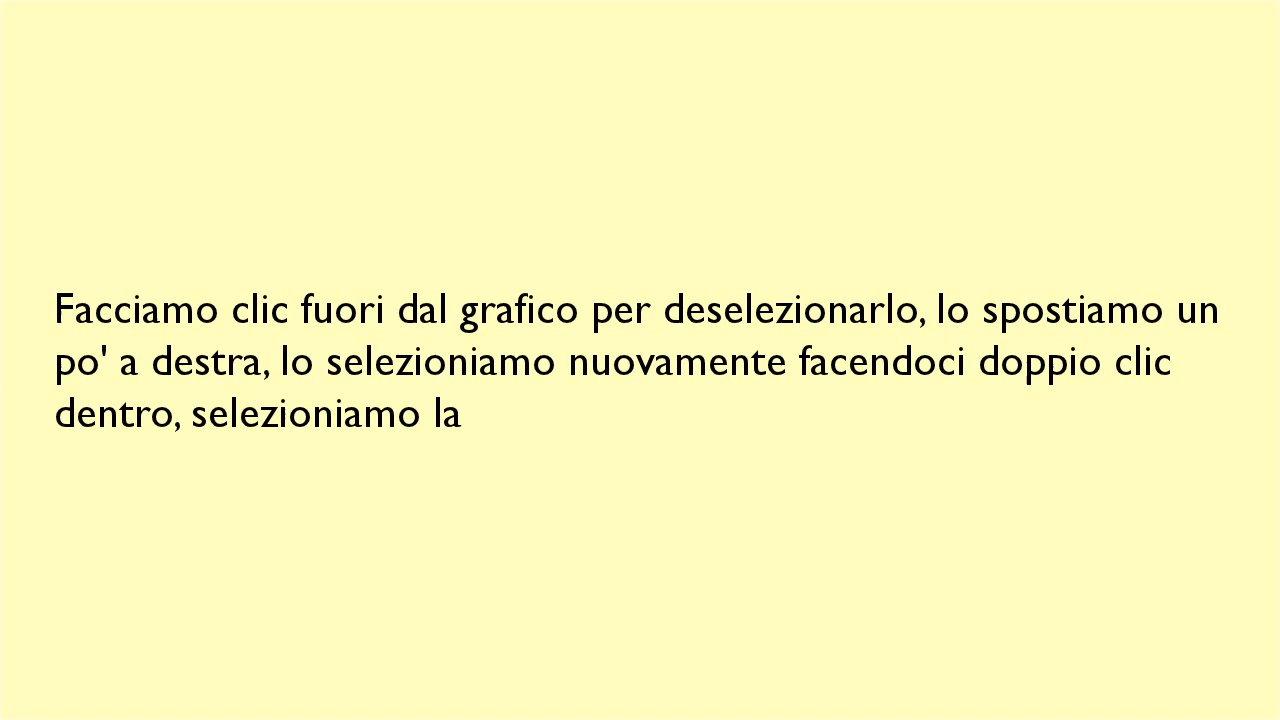 Facciamo clic fuori dal grafico per deselezionarlo, lo spostiamo un
po' a destra, lo selezioniamo nuovamente facendoci doppio clic
dentro, selezioniamo la